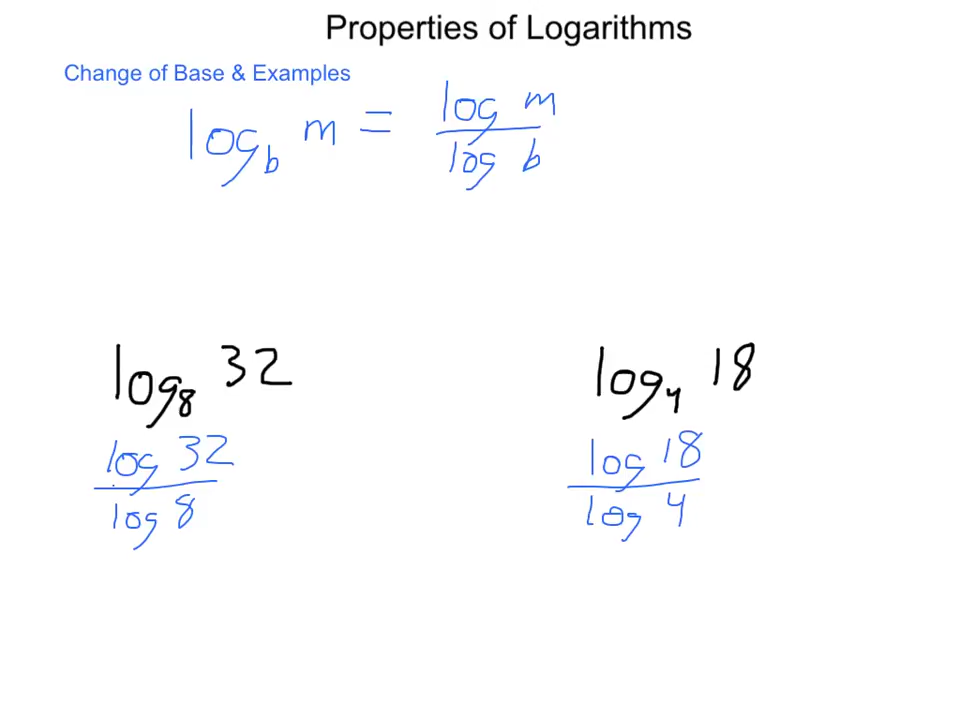 Properties of Logarithms
Change of Base & Examples
log_b m = log m / log b
log_8 32
log 32 / log 8
log_4 18
log 18 / log 4